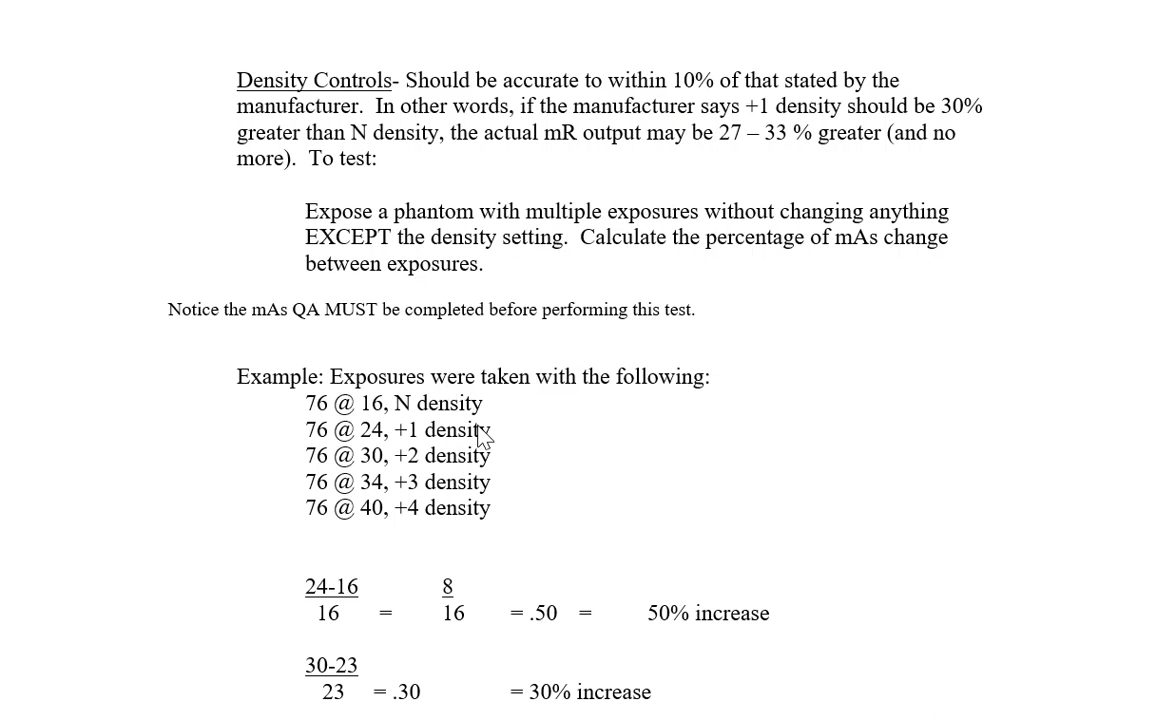 Density Controls- Should be accurate to within 10% of that stated by the
manufacturer.  In other words, if the manufacturer says +1 density should be 30%
greater than N density, the actual mR output may be 27 – 33 % greater (and no
more).  To test:
Expose a phantom with multiple exposures without changing anything
EXCEPT the density setting.  Calculate the percentage of mAs change
between exposures.
Notice the mAs QA MUST be completed before performing this test.
Example: Exposures were taken with the following:
76 @ 16, N density
76 @ 24, +1 density
76 @ 30, +2 density
76 @ 34, +3 density
76 @ 40, +4 density
24-16 8
16 = 16 = .50 = 50% increase
30-23
23 = .30 = 30% increase